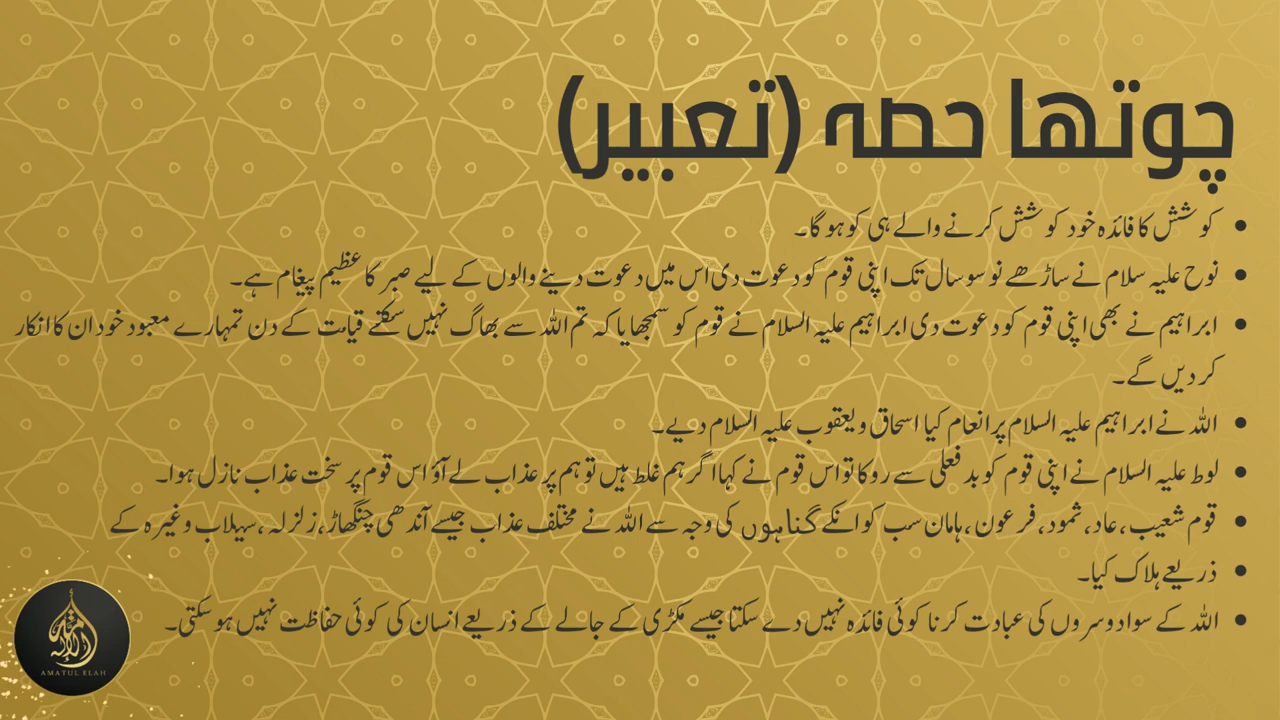 چوتھا حصہ (تعبیر)
• کوشش کا فائدہ خود کوشش کرنے والے ہی کو ہو گا۔
• نوح علیہ سلام نے ساڑھے نو سو سال تک اپنی قوم کو دعوت دی اس میں دعوت دینے والوں کے لیے صبر کا عظیم پیغام ہے۔
• ابراہیم نے بھی اپنی قوم کو دعوت دی ابراہیم علیہ السلام نے قوم کو سمجھایا کہ تم اللہ سے بھاگ نہیں سکتے قیامت کے دن تمہارے معبود خود ان کا انکار
کر دیں گے۔
• اللہ نے ابراہیم علیہ السلام پر انعام کیا اسحاق و یعقوب علیہ السلام دیے۔
• لوط علیہ السلام نے اپنی قوم کو بد فعلی سے روکا تو اس قوم نے کہا اگر ہم غلط ہیں تو ہم پر عذاب لے آؤ اس قوم پر سخت عذاب نازل ہوا۔
• قوم شعیب، عاد، ثمود، فرعون، ہامان سب کو انکے گناہوں کی وجہ سے اللہ نے مختلف عذاب جیسے آندھی چنگھاڑ، زلزلہ، سیلاب وغیرہ کے
• ذریعے ہلاک کیا۔
• اللہ کے سوا دوسروں کی عبادت کرنا کوئی فائدہ نہیں دے سکتا جیسے مکڑی کے جالے کے ذریعے انسان کی کوئی حفاظت نہیں ہو سکتی۔
AMATUL ELAH